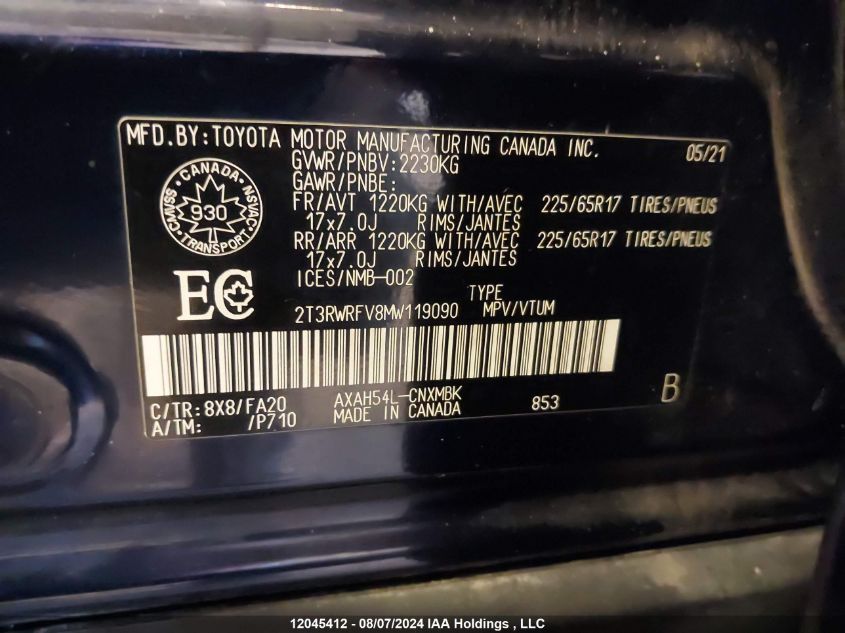 MFD.BY:TOYOTA MOTOR MANUFACTURING CANADA INC. 05/21
GVWR/PNBV:2230KG
GAWR/PNBE:
FR/AVT 1220KG WITH/AVEC 225/65R17 TIRES/PNEUS
17x7.0J RIMS/JANTES
RR/ARR 1220KG WITH/AVEC 225/65R17 TIRES/PNEUS
17x7.0J RIMS/JANTES
ICES/NMB-002
CANADA
CMVSS
NSVAC
930
TRANSPORT
EC
TYPE
2T3RWRFV8MW119090 MPV/VTUM
C/TR:8X8/FA20 AXAH54L-CNXMBK 853 B
A/TM: /P710 MADE IN CANADA
12045412 - 08/07/2024 IAA Holdings , LLC